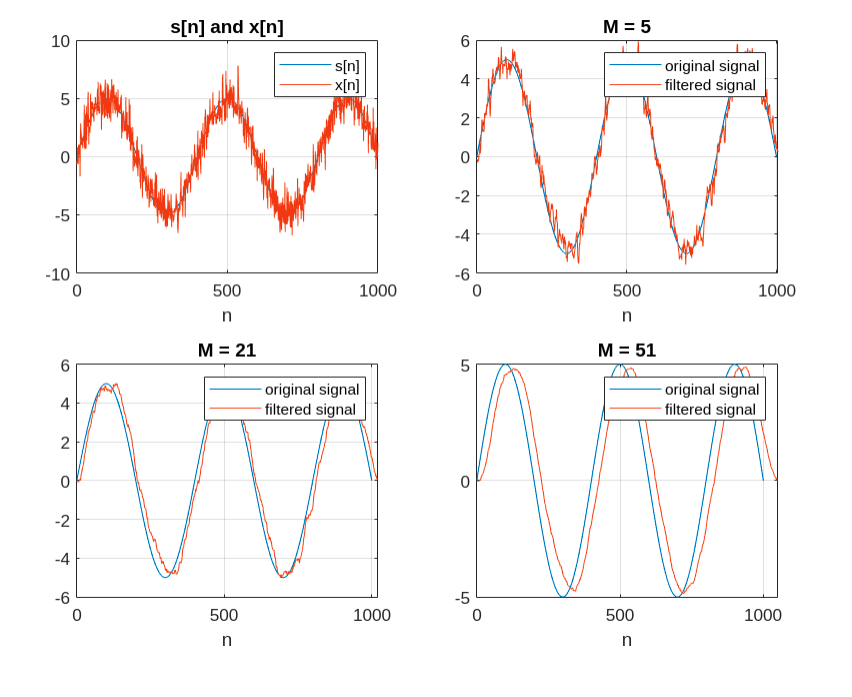 s[n] and x[n]
10
5
0
-5
-10
s[n]
x[n]
0 500 1000
n
M = 5
6
4
2
0
-2
-4
-6
original signal
filtered signal
0 500 1000
n
M = 21
6
4
2
0
-2
-4
-6
original signal
filtered signal
0 500 1000
n
M = 51
5
0
-5
original signal
filtered signal
0 500 1000
n